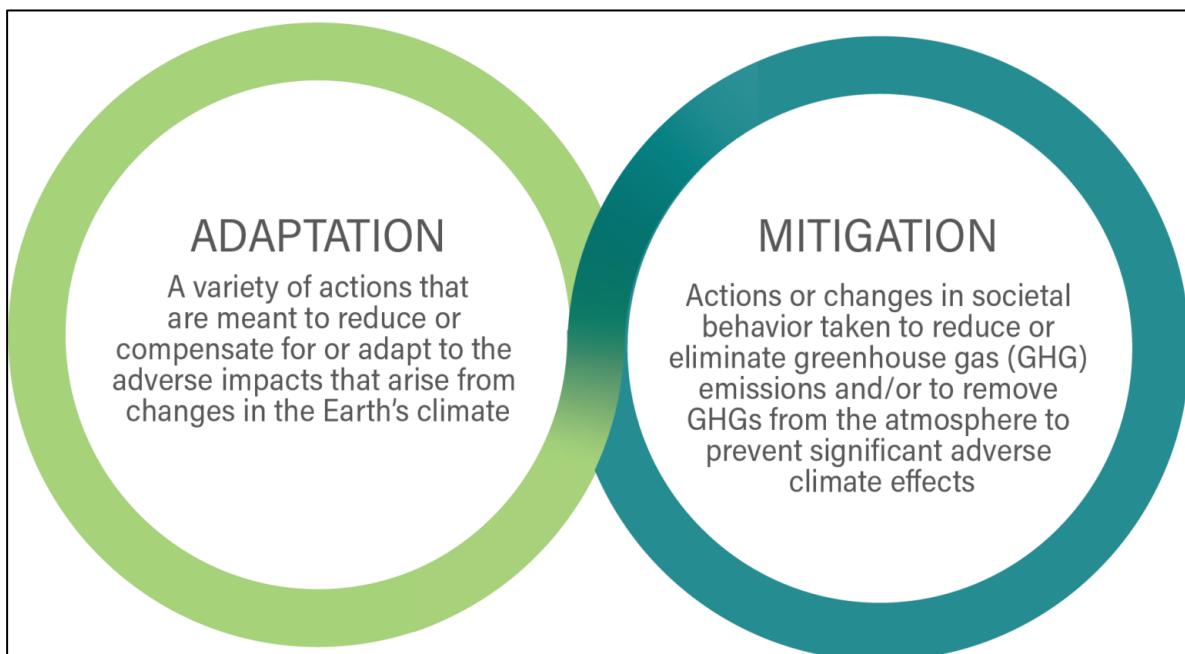 ADAPTATION
A variety of actions that
are meant to reduce or
compensate for or adapt to the
adverse impacts that arise from
changes in the Earth's climate
MITIGATION
Actions or changes in societal
behavior taken to reduce or
eliminate greenhouse gas (GHG)
emissions and/or to remove
GHGs from the atmosphere to
prevent significant adverse
climate effects